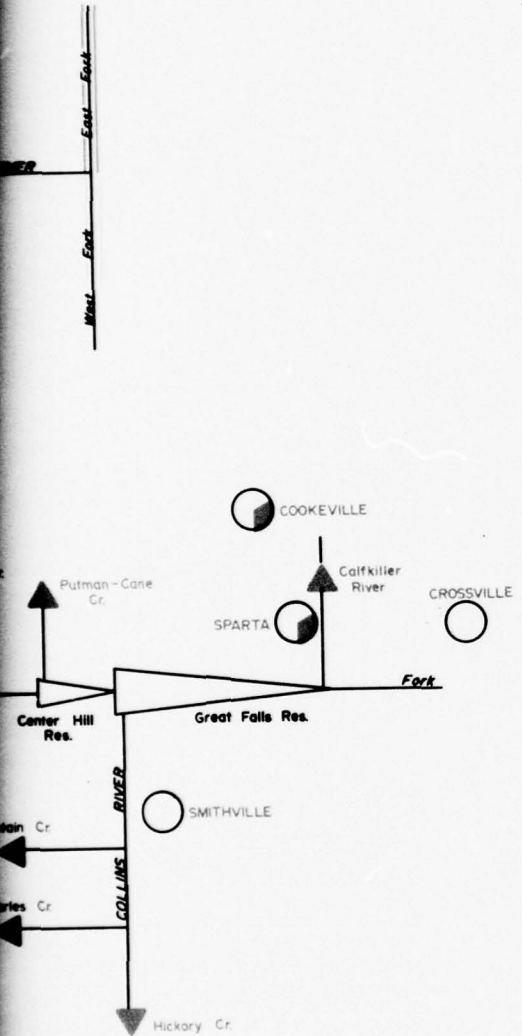 East Fork
West Fork
COOKEVILLE
Calfkiller
River
CROSSVILLE
Putman-Cane
Cr.
SPARTA
Fork
Center Hill
Res.
Great Falls Res.
RIVER
SMITHVILLE
Cr.
COLLINS
Cr.
Hickory Cr.